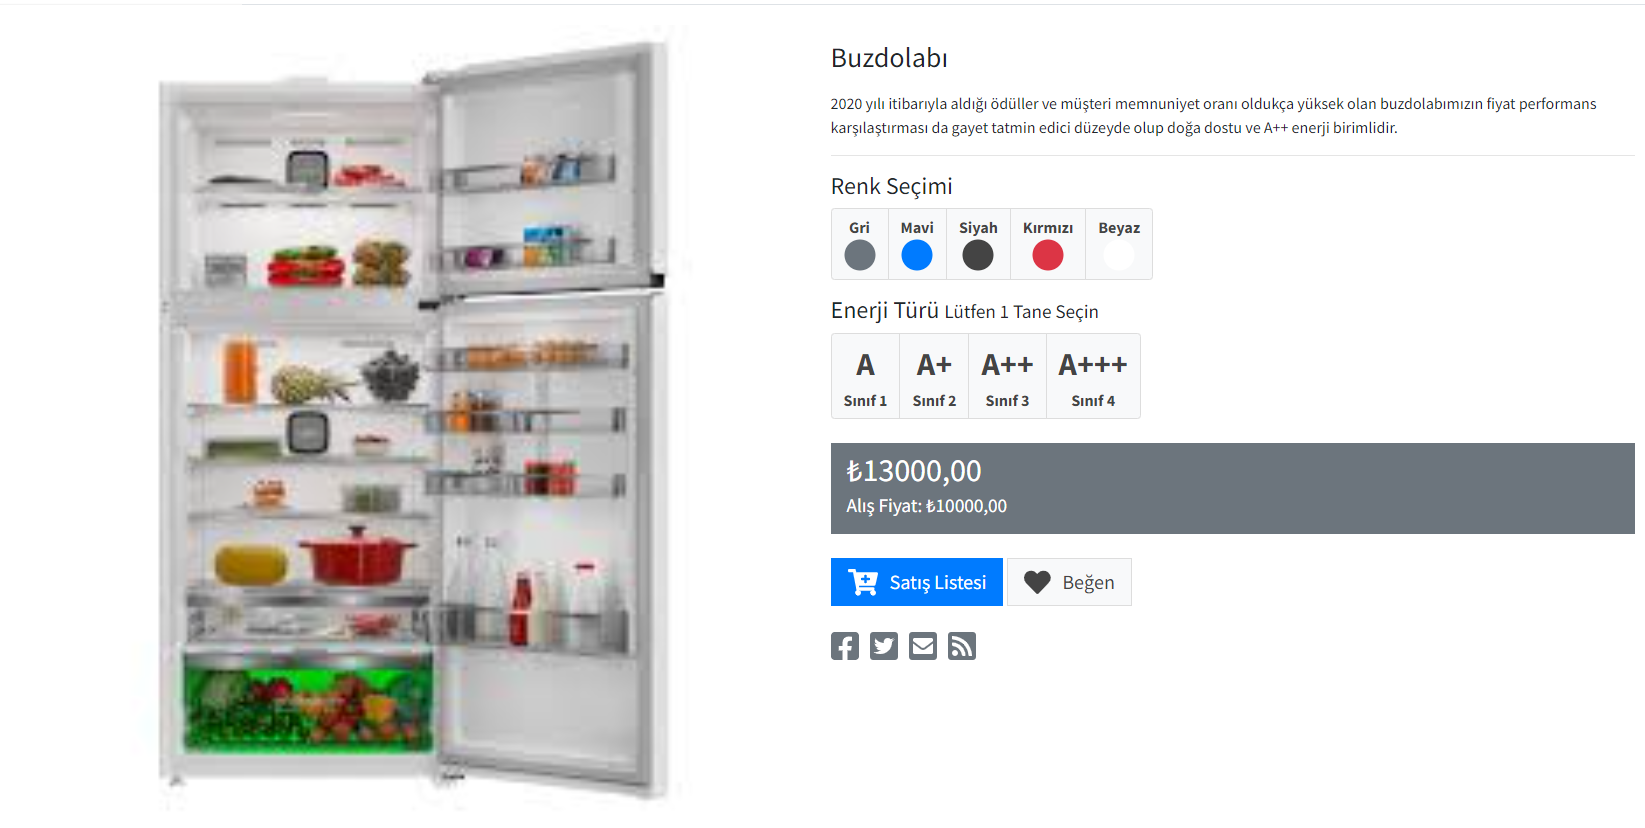 Buzdolabı
2020 yılı itibarıyla aldığı ödüller ve müşteri memnuniyet oranı oldukça yüksek olan buzdolabımızın fiyat performans
karşılaştırması da gayet tatmin edici düzeyde olup doğa dostu ve A++ enerji birimlidir.
Renk Seçimi
Gri Mavi Siyah Kırmızı Beyaz
Enerji Türü Lütfen 1 Tane Seçin
A A+ A++ A+++
Sınıf 1 Sınıf 2 Sınıf 3 Sınıf 4
₺13000,00
Alış Fiyat: ₺10000,00
Satış Listesi Beğen